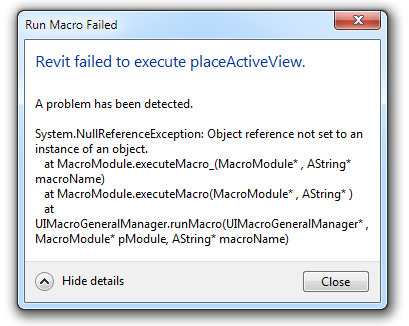 Run Macro Failed
Revit failed to execute placeActiveView.
A problem has been detected.
System.NullReferenceException: Object reference not set to an
instance of an object.
at MacroModule.executeMacro_(MacroModule* , AString*
macroName)
at MacroModule.executeMacro(MacroModule* , AString* )
at
UIMacroGeneralManager.runMacro(UIMacroGeneralManager* ,
MacroModule* pModule, AString* macroName)
Hide details
Close